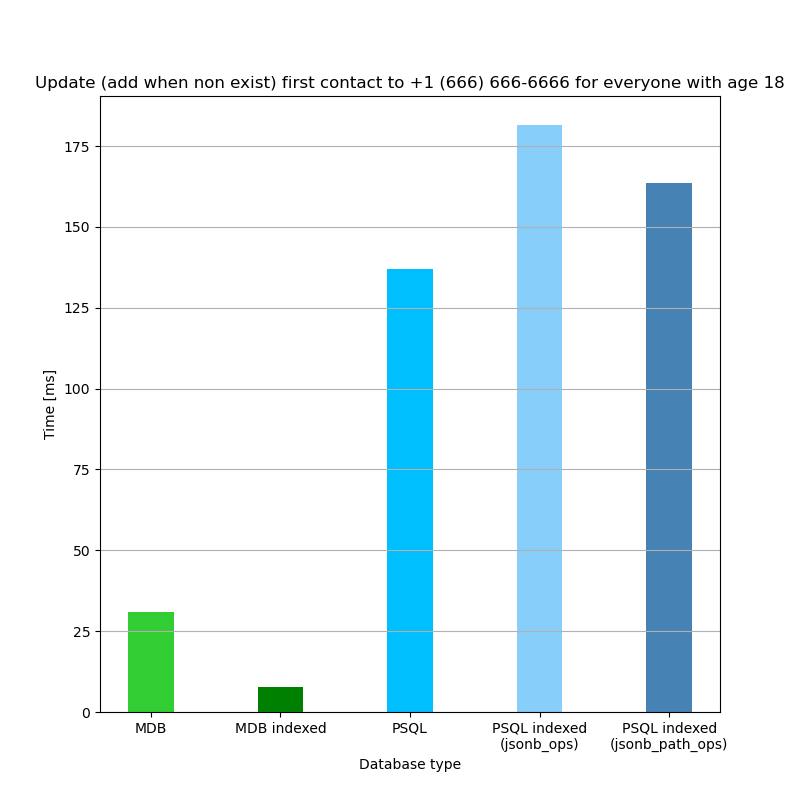 Update (add when non exist) first contact to +1 (666) 666-6666 for everyone with age 18
175
150
125
100
75
50
25
0
Time [ms]
MDB
MDB indexed
PSQL
PSQL indexed
(jsonb_ops)
PSQL indexed
(jsonb_path_ops)
Database type